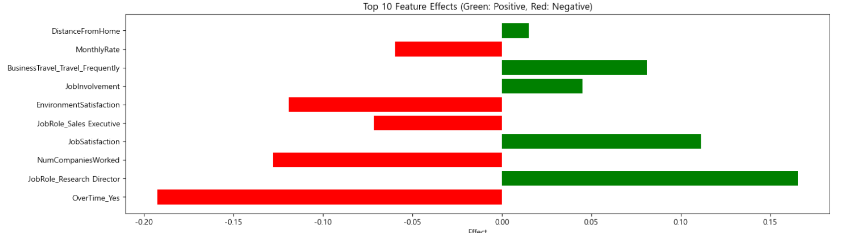 Top 10 Feature Effects (Green: Positive, Red: Negative)
DistanceFromHome
MonthlyRate
BusinessTravel_Travel_Frequently
JobInvolvement
EnvironmentSatisfaction
JobRole_Sales Executive
JobSatisfaction
NumCompaniesWorked
JobRole_Research Director
OverTime_Yes
-0.20 -0.15 -0.10 -0.05 0.00 0.05 0.10 0.15
Effect